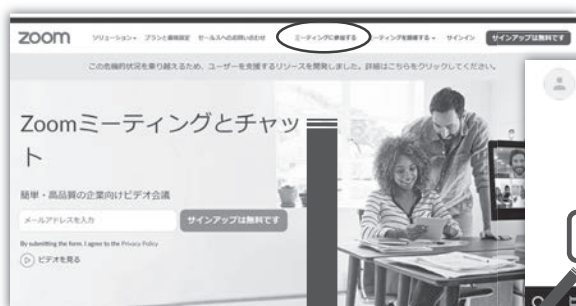 zoom
ソリューション プランと価格設定 セールスへのお問い合わせ ミーティングに参加する ミーティングを開催する サインイン サインアップは無料です
この危機的状況を乗り越えるため、ユーザーを支援するリソースを開発しました。詳細はこちらをクリックしてください。
Zoomミーティングとチャッ
ト
簡単・高品質の企業向けビデオ会議
メールアドレスを入力 サインアップは無料です
By submitting the form, I agree to the Privacy Policy
ビデオを見る